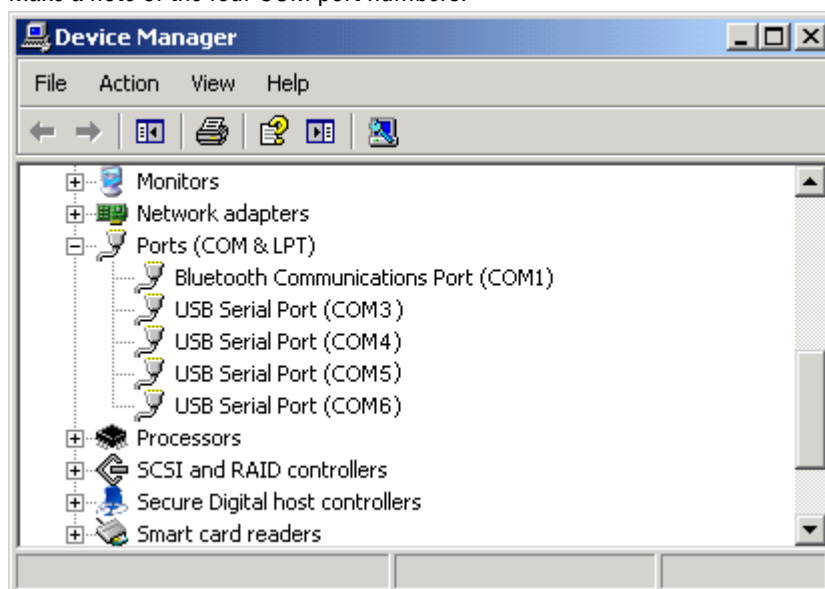 Make a note of the four COM port numbers.
Device Manager
File Action View Help
Monitors
Network adapters
Ports (COM & LPT)
Bluetooth Communications Port (COM1)
USB Serial Port (COM3)
USB Serial Port (COM4)
USB Serial Port (COM5)
USB Serial Port (COM6)
Processors
SCSI and RAID controllers
Secure Digital host controllers
Smart card readers